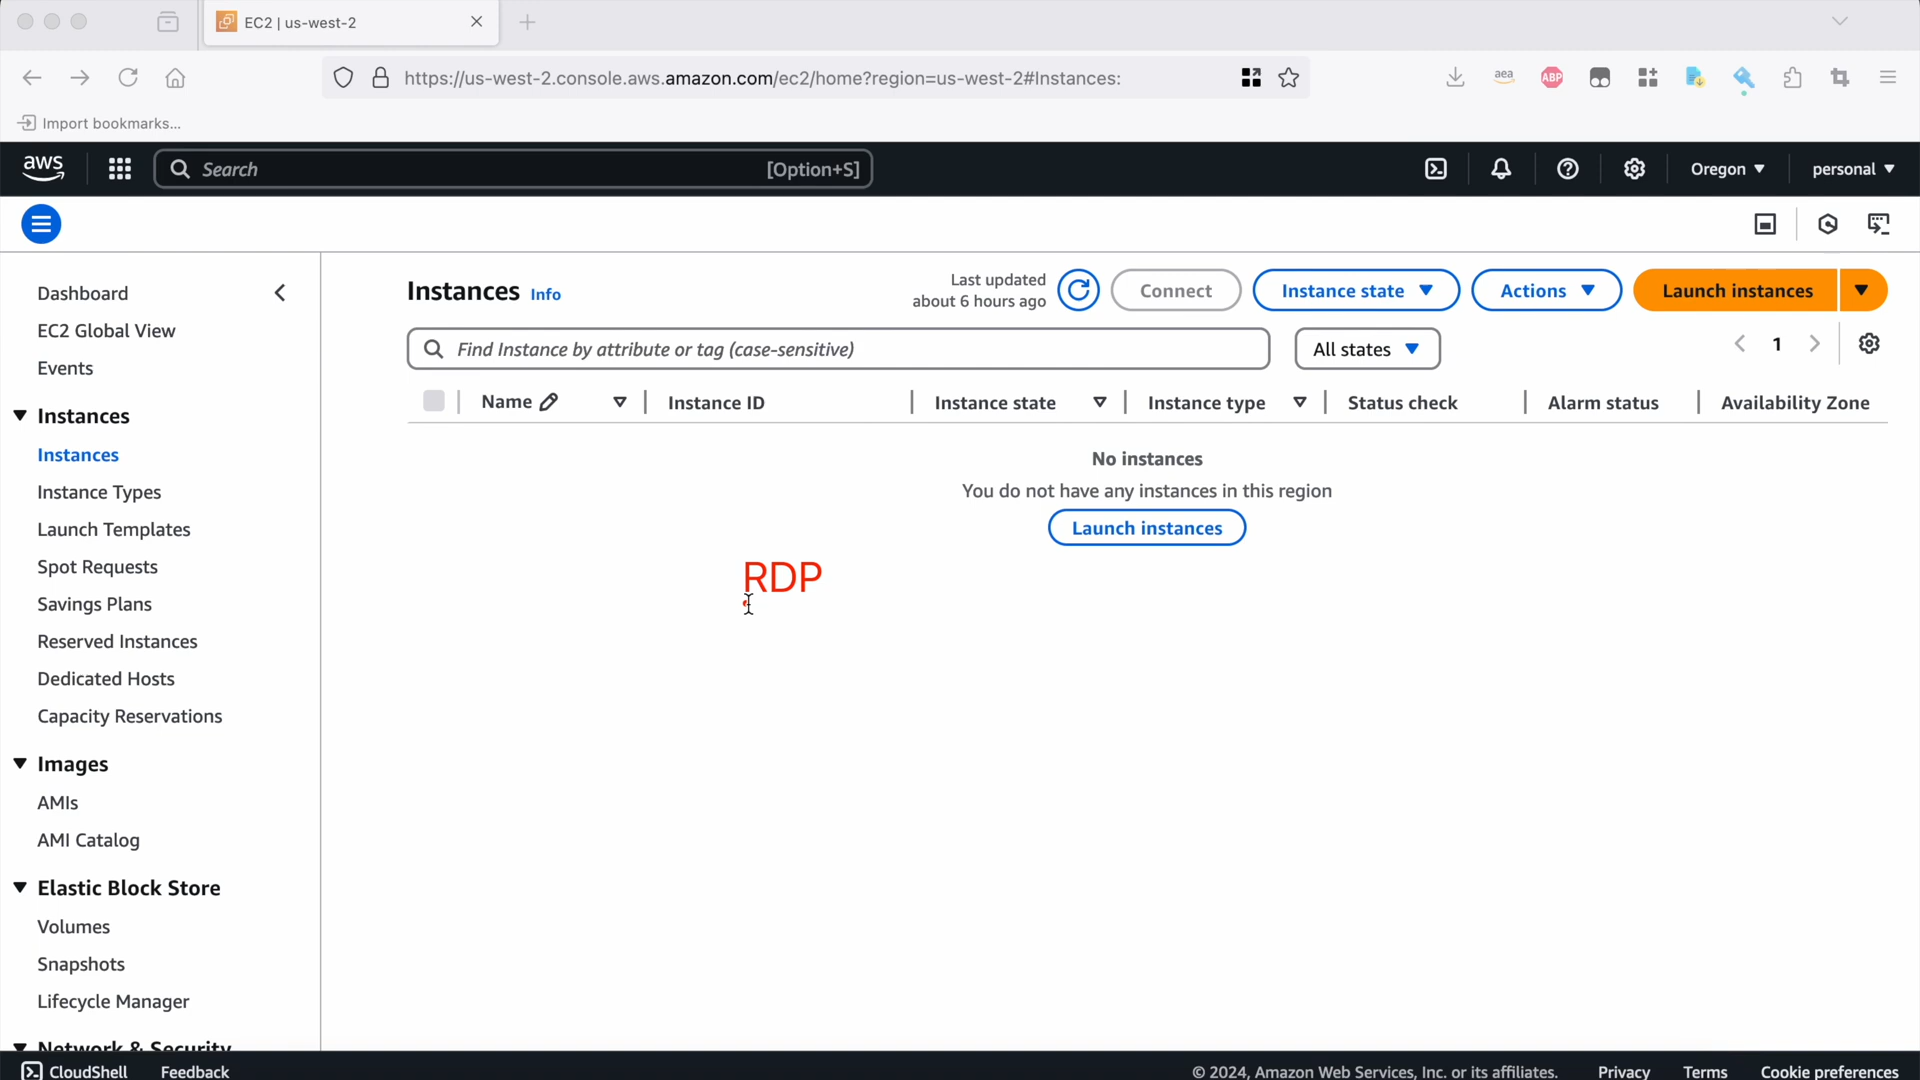 EC2 | us-west-2
https://us-west-2.console.aws.amazon.com/ec2/home?region=us-west-2#Instances:
aea
ABP
Import bookmarks...
aws
Search
[Option+S]
Oregon
personal
Dashboard
EC2 Global View
Events
Instances
Instances
Instance Types
Launch Templates
Spot Requests
Savings Plans
Reserved Instances
Dedicated Hosts
Capacity Reservations
Images
AMIs
AMI Catalog
Elastic Block Store
Volumes
Snapshots
Lifecycle Manager
Network & Security
Instances Info
Last updated
about 6 hours ago
Connect
Instance state
Actions
Launch instances
Find Instance by attribute or tag (case-sensitive)
All states
1
Name
Instance ID
Instance state
Instance type
Status check
Alarm status
Availability Zone
No instances
You do not have any instances in this region
Launch instances
RDP
CloudShell
Feedback
© 2024, Amazon Web Services, Inc. or its affiliates.
Privacy
Terms
Cookie preferences